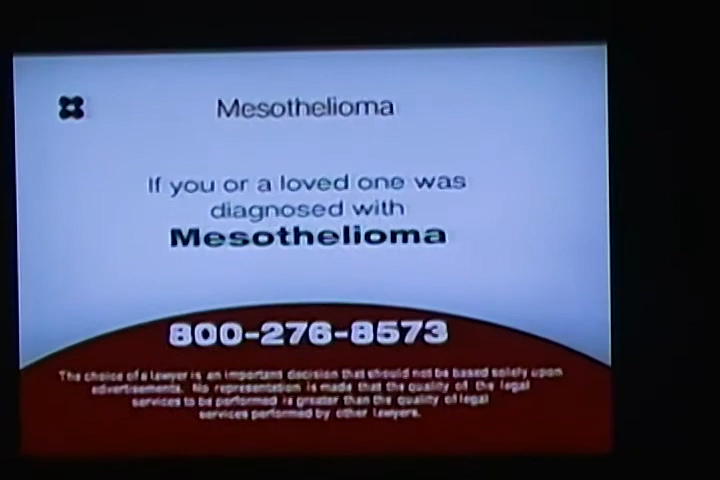 Mesothelioma
If you or a loved one was
diagnosed with
Mesothelioma
800-276-8573
The choice of a lawyer is an important decision that should not be based solely upon
advertisements. No representation is made that the quality of the legal
services to be performed is greater than the quality of legal
services performed by other lawyers.